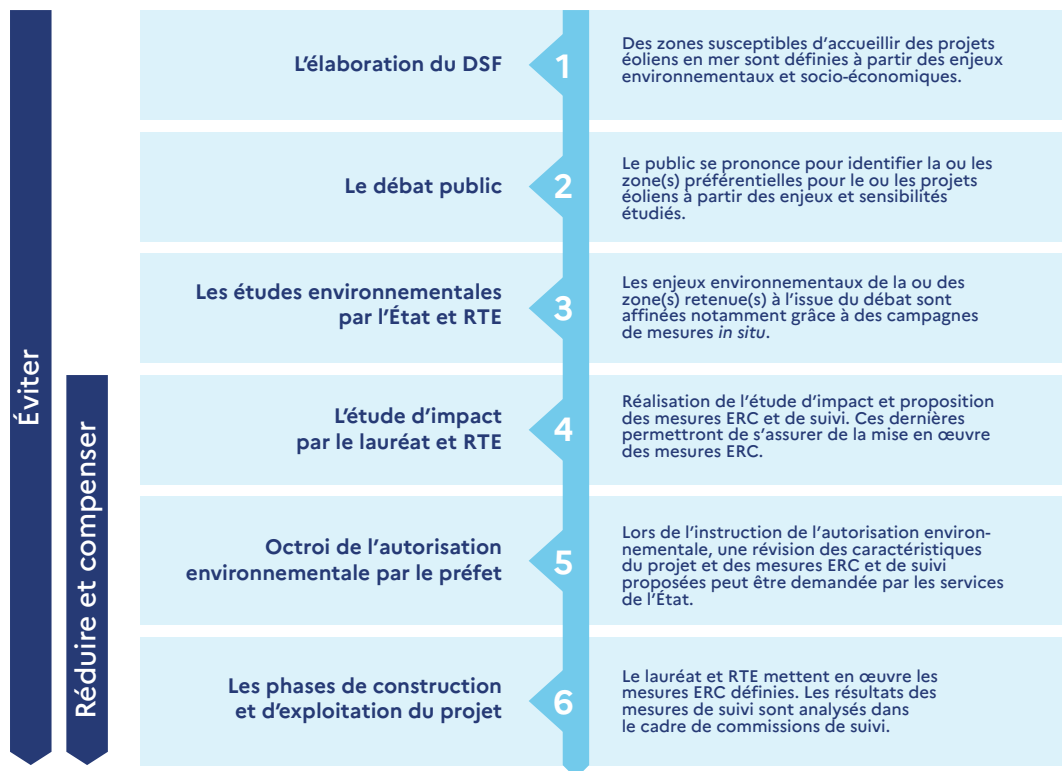 Éviter
Réduire et compenser
L'élaboration du DSF
1
Des zones susceptibles d'accueillir des projets
éoliens en mer sont définies à partir des enjeux
environnementaux et socio-économiques.
Le débat public
2
Le public se prononce pour identifier la ou les
zone(s) préférentielles pour le ou les projets
éoliens à partir des enjeux et sensibilités
étudiés.
Les études environnementales
par l'État et RTE
3
Les enjeux environnementaux de la ou des
zone(s) retenue(s) à l'issue du débat sont
affinées notamment grâce à des campagnes
de mesures in situ.
L'étude d'impact
par le lauréat et RTE
4
Réalisation de l'étude d'impact et proposition
des mesures ERC et de suivi. Ces dernières
permettront de s'assurer de la mise en œuvre
des mesures ERC.
Octroi de l'autorisation
environnementale par le préfet
5
Lors de l'instruction de l'autorisation environ-
nementale, une révision des caractéristiques
du projet et des mesures ERC et de suivi
proposées peut être demandée par les services
de l'État.
Les phases de construction
et d'exploitation du projet
6
Le lauréat et RTE mettent en œuvre les
mesures ERC définies. Les résultats des
mesures de suivi sont analysés dans
le cadre de commissions de suivi.